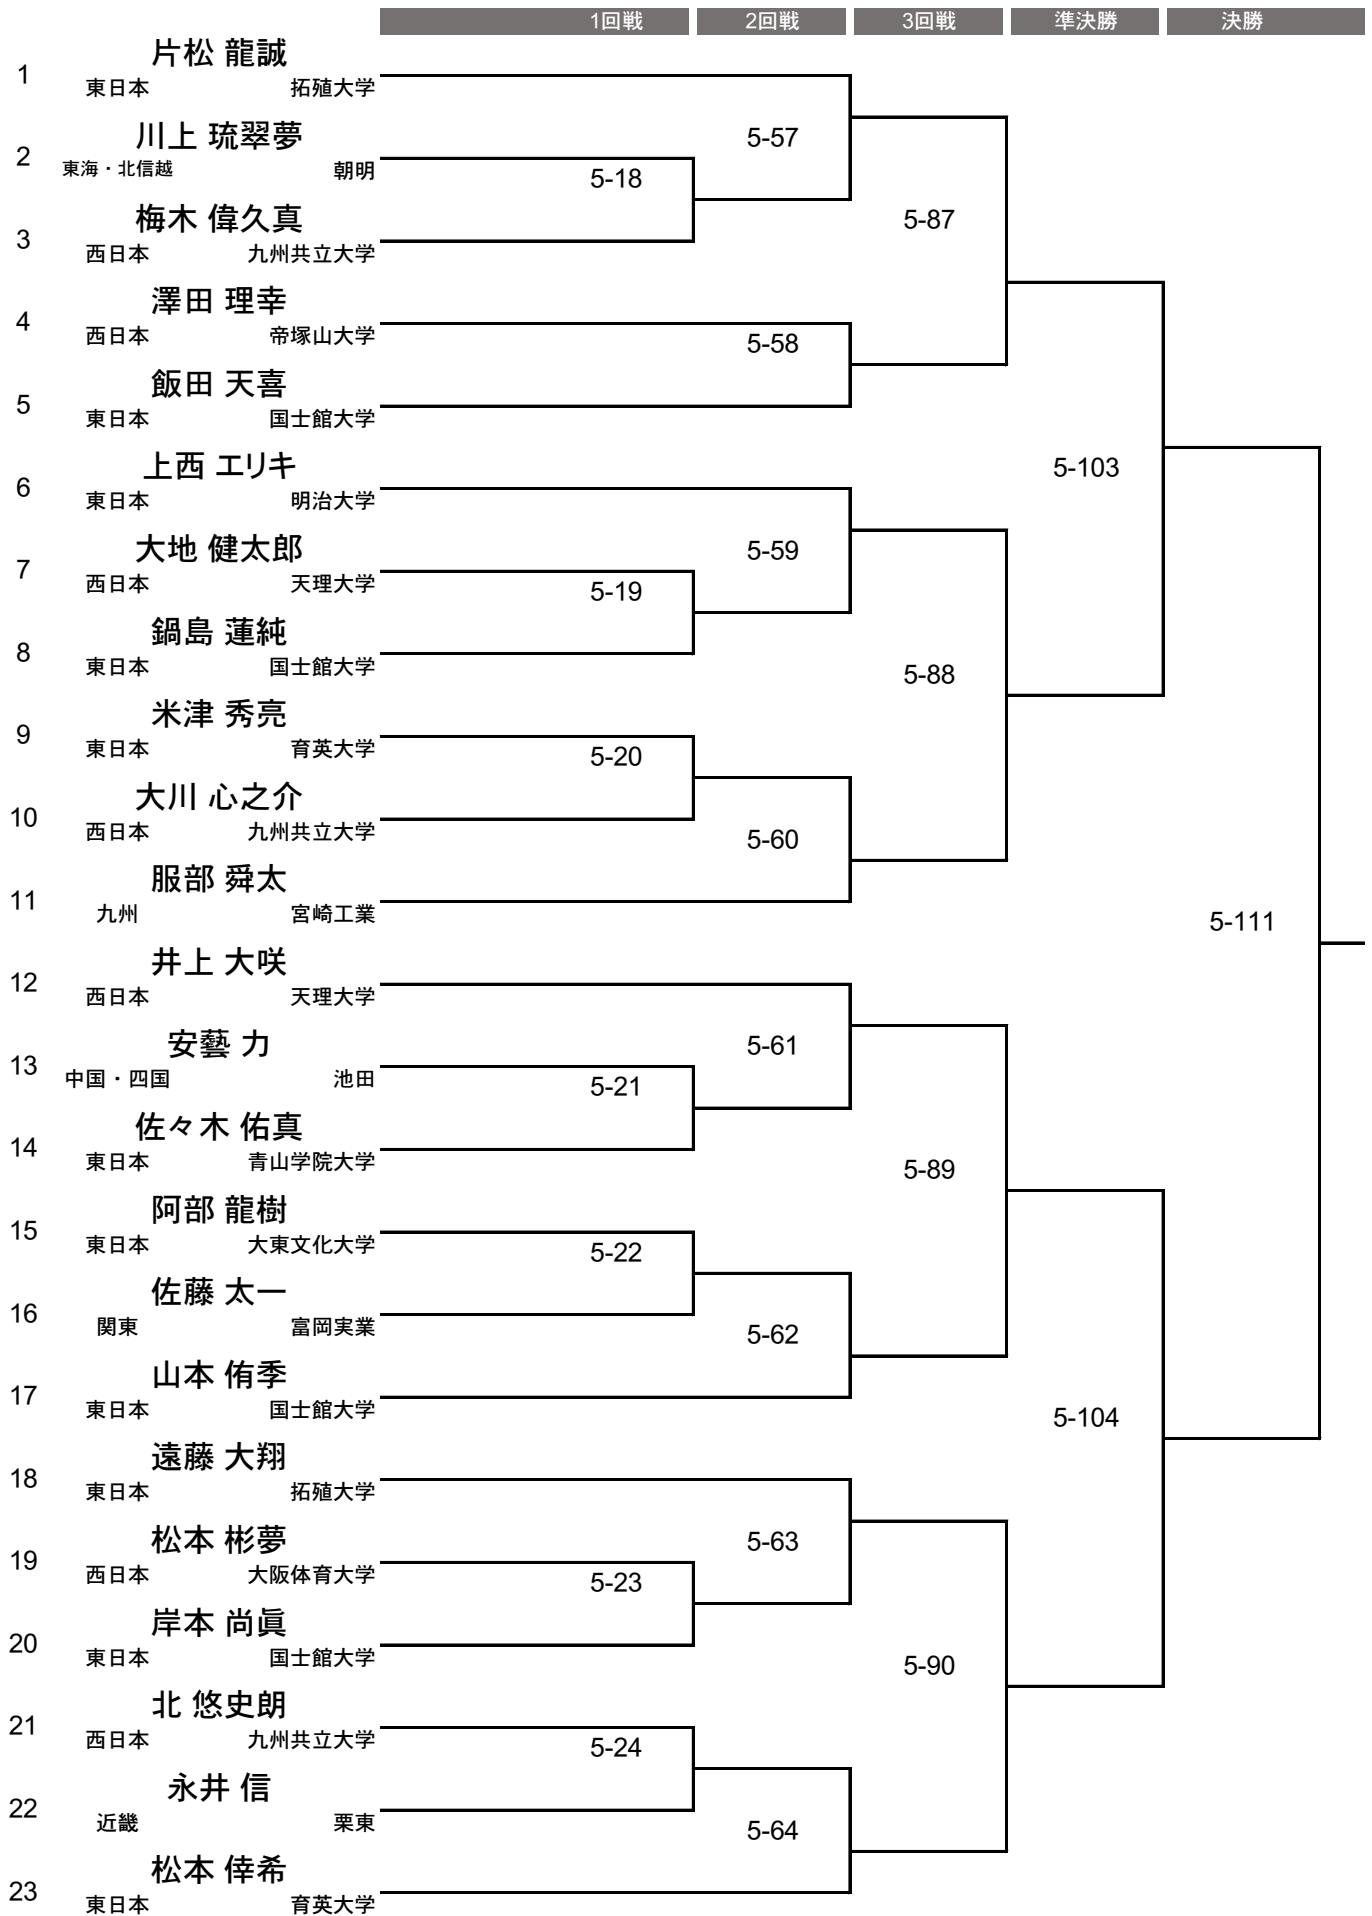 1回戦 2回戦 3回戦 準決勝 決勝
片松 龍誠
1
東日本 拓殖大学
川上 琉翠夢
5-57
2
東海・北信越 朝明
5-18
梅木 偉久真
5-87
3
西日本 九州共立大学
澤田 理幸
4
西日本 帝塚山大学
5-58
飯田 天喜
5
東日本 国士館大学
上西 エリキ
5-103
6
東日本 明治大学
大地 健太郎
5-59
7
西日本 天理大学
5-19
鍋島 蓮純
8
東日本 国士館大学
5-88
米津 秀亮
9
東日本 育英大学
5-20
大川 心之介
10
西日本 九州共立大学
5-60
服部 舜太
11
九州 宮崎工業
5-111
井上 大咲
12
西日本 天理大学
安藝 力
5-61
13
中国・四国 池田
5-21
佐々木 佑真
14
東日本 青山学院大学
5-89
阿部 龍樹
15
東日本 大東文化大学
5-22
佐藤 太一
16
関東 富岡実業
5-62
山本 侑季
17
東日本 国士館大学
5-104
遠藤 大翔
18
東日本 拓殖大学
松本 彬夢
5-63
19
西日本 大阪体育大学
5-23
岸本 尚眞
20
東日本 国士館大学
5-90
北 悠史朗
21
西日本 九州共立大学
5-24
永井 信
22
近畿 栗東
5-64
松本 倖希
23
東日本 育英大学